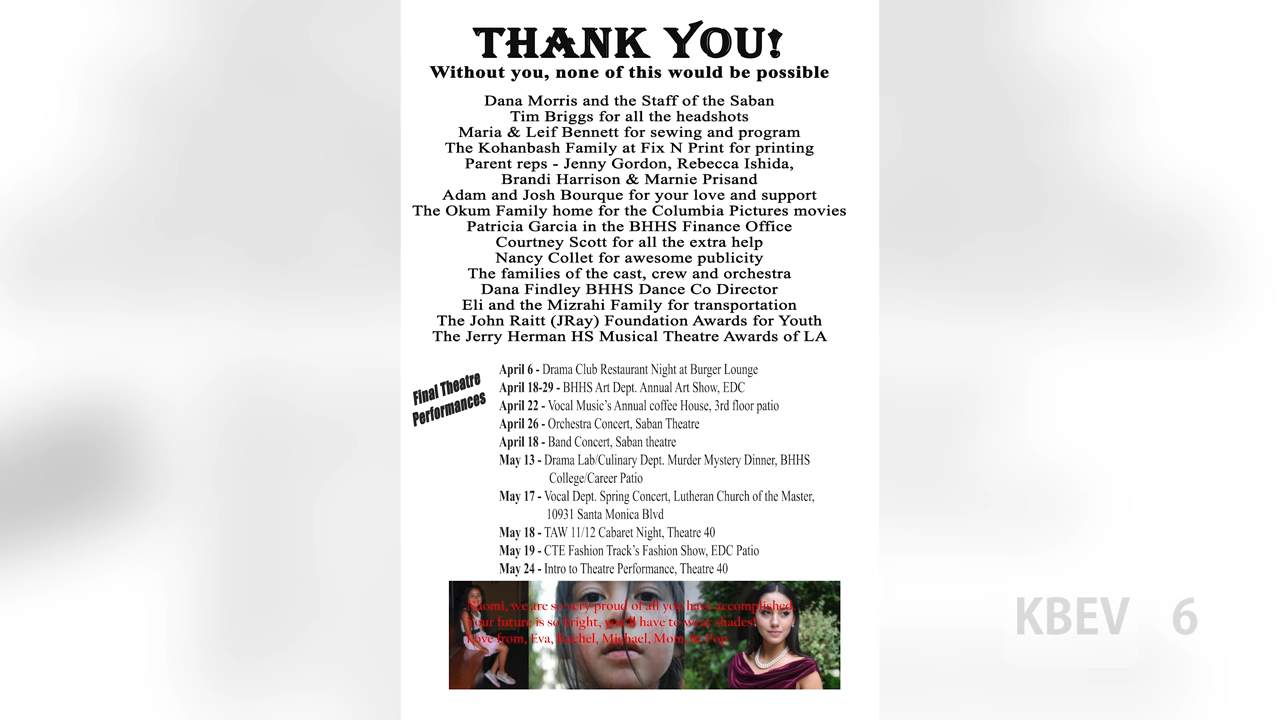 THANK YOU!
Without you, none of this would be possible
Dana Morris and the Staff of the Saban
Tim Briggs for all the headshots
Maria & Leif Bennett for sewing and program
The Kohanbash Family at Fix N Print for printing
Parent reps - Jenny Gordon, Rebecca Ishida,
Brandi Harrison & Marnie Prisand
Adam and Josh Bourque for your love and support
The Okum Family home for the Columbia Pictures movies
Patricia Garcia in the BHHS Finance Office
Courtney Scott for all the extra help
Nancy Collet for awesome publicity
The families of the cast, crew and orchestra
Dana Findley BHHS Dance Co Director
Eli and the Mizrahi Family for transportation
The John Raitt (JRay) Foundation Awards for Youth
The Jerry Herman HS Musical Theatre Awards of LA
Final Theatre
Performances
April 6 - Drama Club Restaurant Night at Burger Lounge
April 18-29 - BHHS Art Dept. Annual Art Show, EDC
April 22 - Vocal Music's Annual coffee House, 3rd floor patio
April 26 - Orchestra Concert, Saban Theatre
April 18 - Band Concert, Saban theatre
May 13 - Drama Lab/Culinary Dept. Murder Mystery Dinner, BHHS
College/Career Patio
May 17 - Vocal Dept. Spring Concert, Lutheran Church of the Master,
10931 Santa Monica Blvd
May 18 - TAW 11/12 Cabaret Night, Theatre 40
May 19 - CTE Fashion Track's Fashion Show, EDC Patio
May 24 - Intro to Theatre Performance, Theatre 40
Naomi, we are so very proud of all you have accomplished.
Your future is so bright, you'll have to wear shades!
Love from, Eva, Rachel, Michael, Mom & Pop
KBEV 6